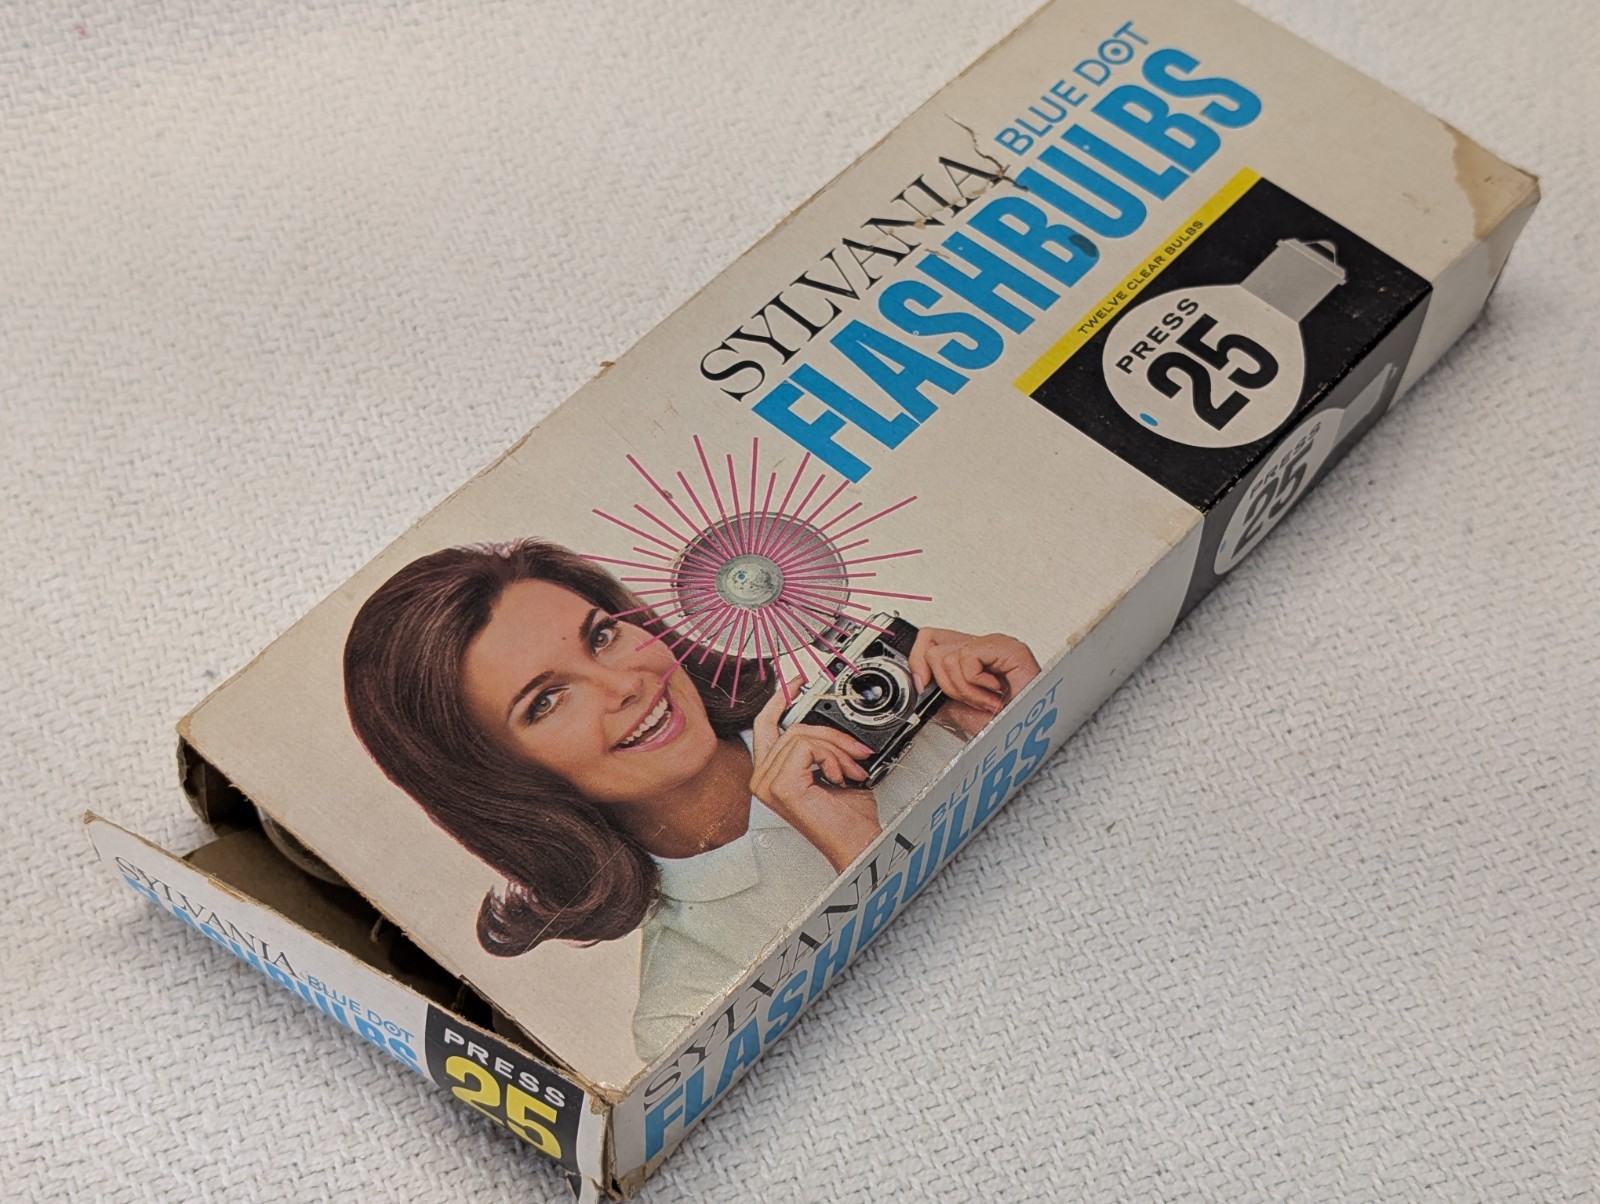 SYLVANIA BLUE DOT
FLASHBULBS
TWELVE CLEAR BULBS
PRESS
25
PRESS
25
SYLVANIA BLUE DOT
FLASHBULBS
SYLVANIA BLUE DOT
FLASHBULBS
PRESS
25